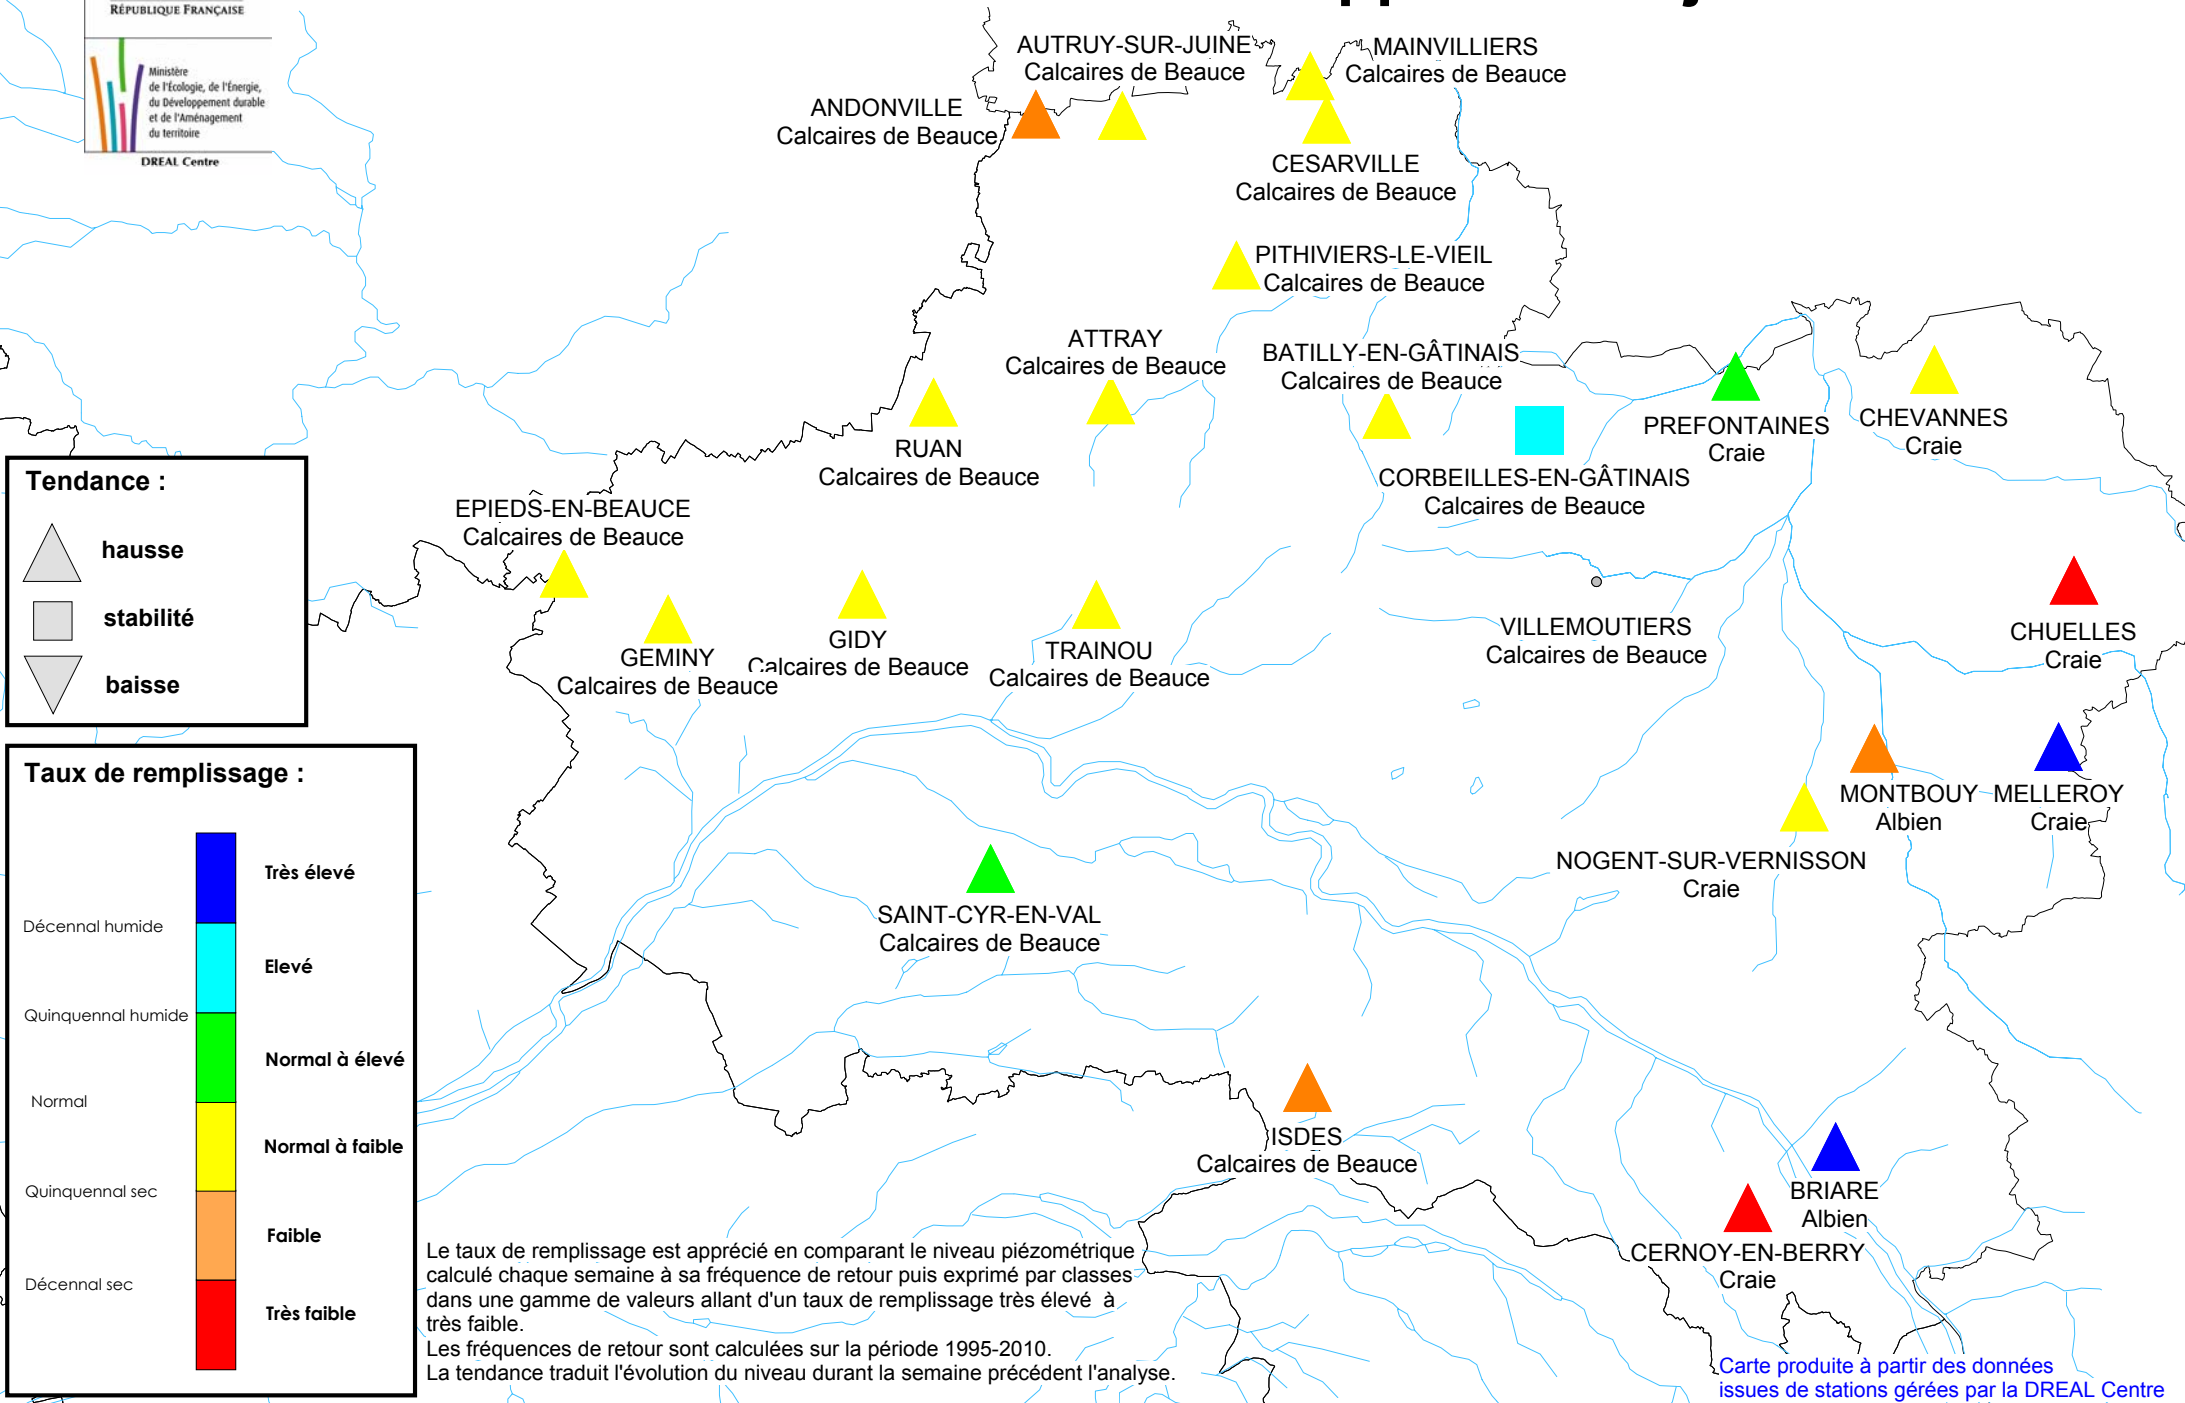 RÉPUBLIQUE FRANÇAISE
Ministère
de l'Écologie, de l'Énergie,
du Développement durable
et de l'Aménagement
du territoire
DREAL Centre
AUTRUY-SUR-JUINE
Calcaires de Beauce
MAINVILLIERS
Calcaires de Beauce
ANDONVILLE
Calcaires de Beauce
CESARVILLE
Calcaires de Beauce
PITHIVIERS-LE-VIEIL
Calcaires de Beauce
ATTRAY
Calcaires de Beauce
BATILLY-EN-GÂTINAIS
Calcaires de Beauce
RUAN
Calcaires de Beauce
CORBEILLES-EN-GÂTINAIS
Calcaires de Beauce
PREFONTAINES
Craie
CHEVANNES
Craie
EPIEDS-EN-BEAUCE
Calcaires de Beauce
GEMINY
Calcaires de Beauce
GIDY
Calcaires de Beauce
TRAINOU
Calcaires de Beauce
VILLEMOUTIERS
Calcaires de Beauce
CHUELLES
Craie
MONTBOUY
Albien
MELLEROY
Craie
NOGENT-SUR-VERNISSON
Craie
SAINT-CYR-EN-VAL
Calcaires de Beauce
ISDES
Calcaires de Beauce
BRIARE
Albien
CERNOY-EN-BERRY
Craie
Tendance :
hausse
stabilité
baisse
Taux de remplissage :
Très élevé
Décennal humide
Elevé
Quinquennal humide
Normal à élevé
Normal
Normal à faible
Quinquennal sec
Faible
Décennal sec
Très faible
Le taux de remplissage est apprécié en comparant le niveau piézométrique
calculé chaque semaine à sa fréquence de retour puis exprimé par classes
dans une gamme de valeurs allant d'un taux de remplissage très élevé à
très faible.
Les fréquences de retour sont calculées sur la période 1995-2010.
La tendance traduit l'évolution du niveau durant la semaine précédent l'analyse.
Carte produite à partir des données
issues de stations gérées par la DREAL Centre